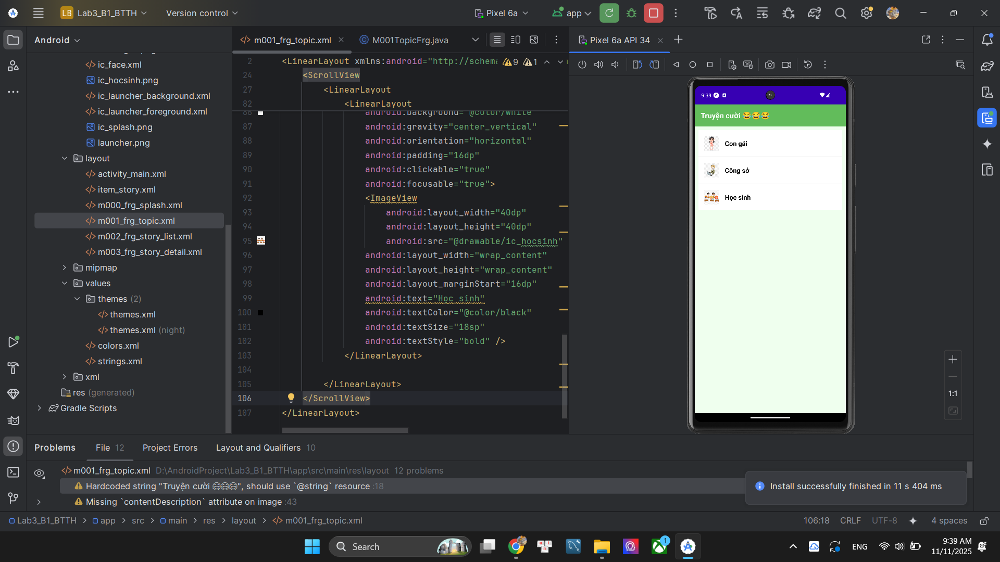 LB Lab3_B1_BTTH Version control Pixel 6a app
Android
ic_face.xml
ic_hocsinh.png
ic_launcher_background.xml
ic_launcher_foreground.xml
ic_splash.png
launcher.png
layout
activity_main.xml
item_story.xml
m000_frg_splash.xml
m001_frg_topic.xml
m002_frg_story_list.xml
m003_frg_story_detail.xml
mipmap
values
themes (2)
themes.xml
themes.xml (night)
colors.xml
strings.xml
xml
res (generated)
Gradle Scripts
m001_frg_topic.xml M001TopicFrg.java
2 <LinearLayout xmlns:android="http://schema 9 1
24 <ScrollView
27 <LinearLayout
82 <LinearLayout
86 android:background="@color/white"
87 android:gravity="center_vertical"
88 android:orientation="horizontal"
89 android:padding="16dp"
90 android:clickable="true"
91 android:focusable="true">
92 <ImageView
93 android:layout_width="40dp"
94 android:layout_height="40dp"
95 android:src="@drawable/ic_hocsinh"
96 android:layout_width="wrap_content"
97 android:layout_height="wrap_content"
98 android:layout_marginStart="16dp"
99 android:text="Học sinh"
100 android:textColor="@color/black"
101 android:textSize="18sp"
102 android:textStyle="bold" />
103 </LinearLayout>
104
105 </LinearLayout>
106 </ScrollView>
107 </LinearLayout>
Pixel 6a API 34
9:39
Truyện cười 😂😂😂
Con gái
Công sở
Học sinh
1:1
Problems File 12 Project Errors Layout and Qualifiers 10
m001_frg_topic.xml D:\AndroidProject\Lab3_B1_BTTH\app\src\main\res\layout 12 problems
Hardcoded string "Truyện cười 😂😂😂", should use `@string` resource :18
Missing `contentDescription` attribute on image :43
Install successfully finished in 11 s 404 ms
Lab3_B1_BTTH > app > src > main > res > layout > m001_frg_topic.xml
106:18 CRLF UTF-8 4 spaces
Search
1
ENG
9:39 AM
11/11/2025